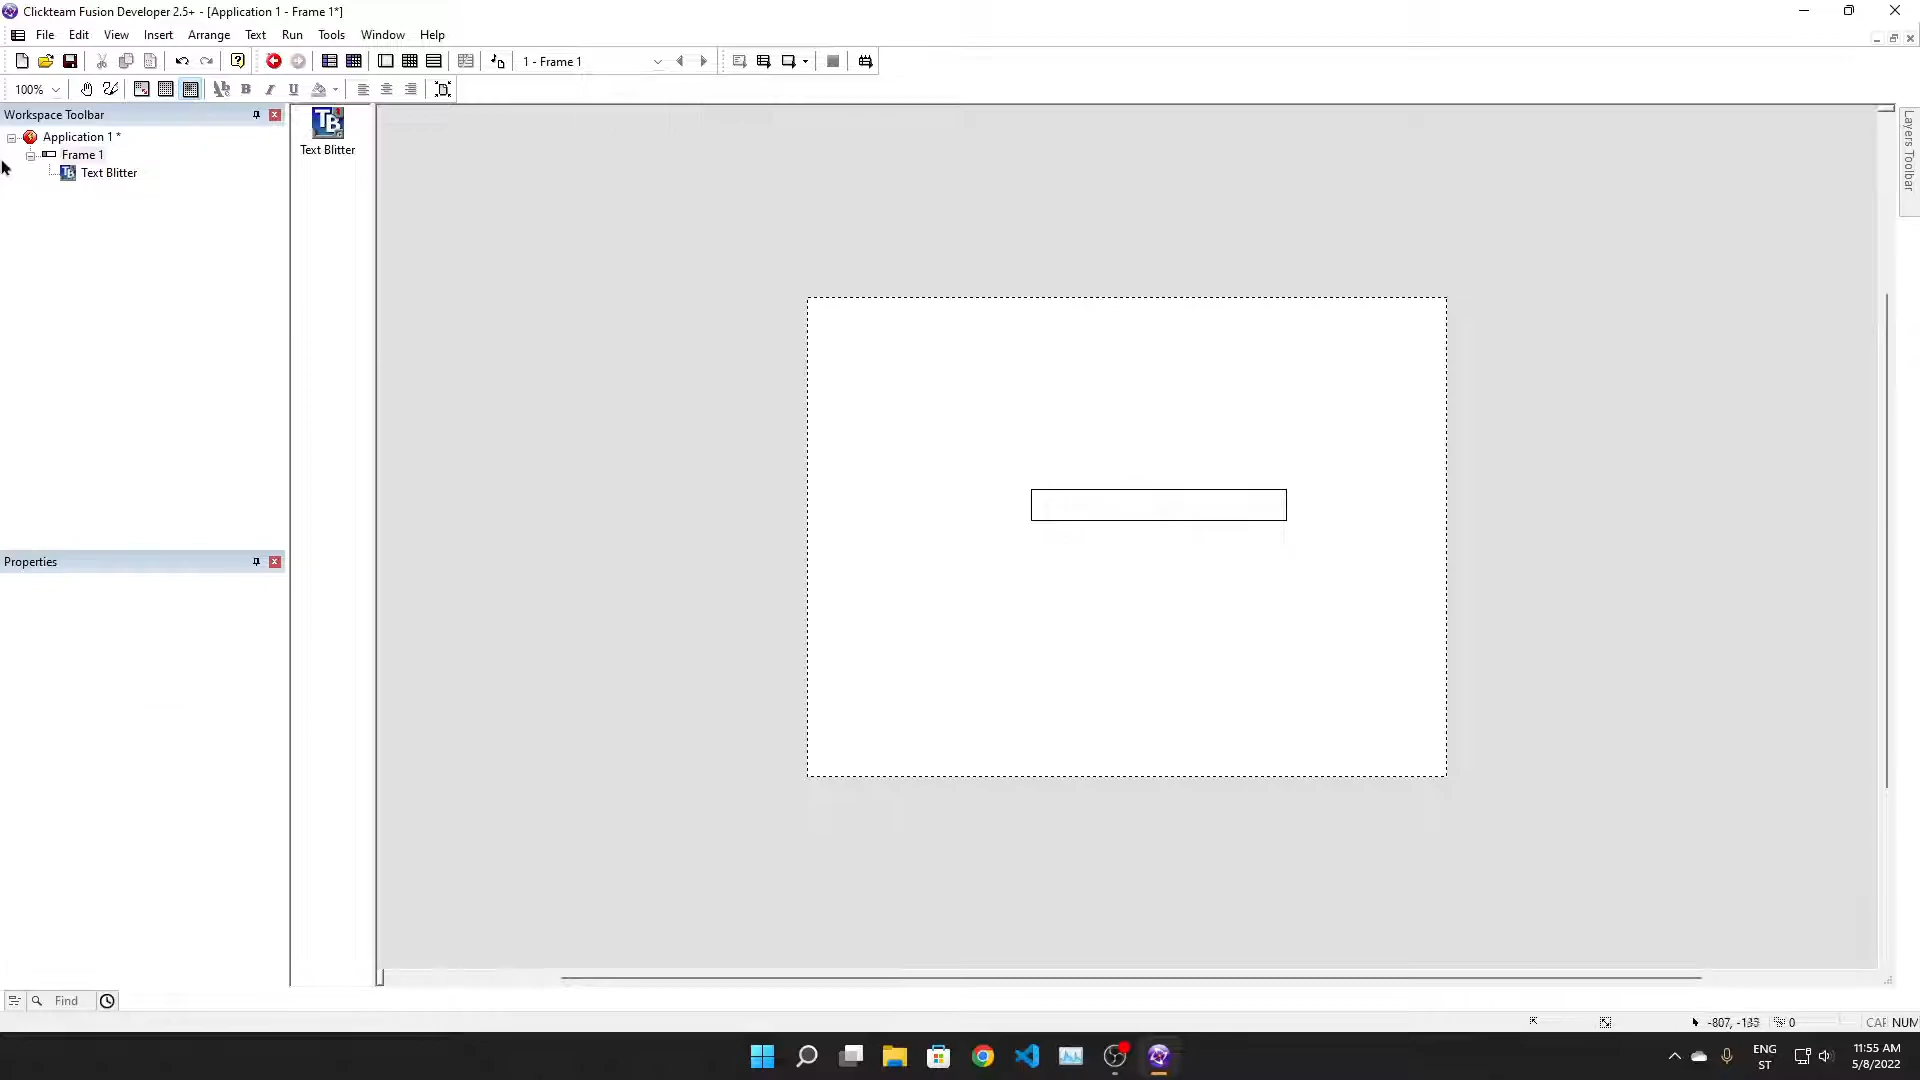 Clickteam Fusion Developer 2.5+ - [Application 1 - Frame 1*]
File Edit View Insert Arrange Text Run Tools Window Help
1 - Frame 1
100%
Workspace Toolbar
Application 1 *
Frame 1
Text Blitter
TB
Text Blitter
Layers Toolbar
Properties
Find
-807, -143 0
CAP NUM
ENG
ST
11:55 AM
5/8/2022